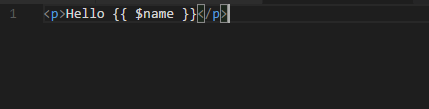 1 <p>Hello {{ $name }}</p>